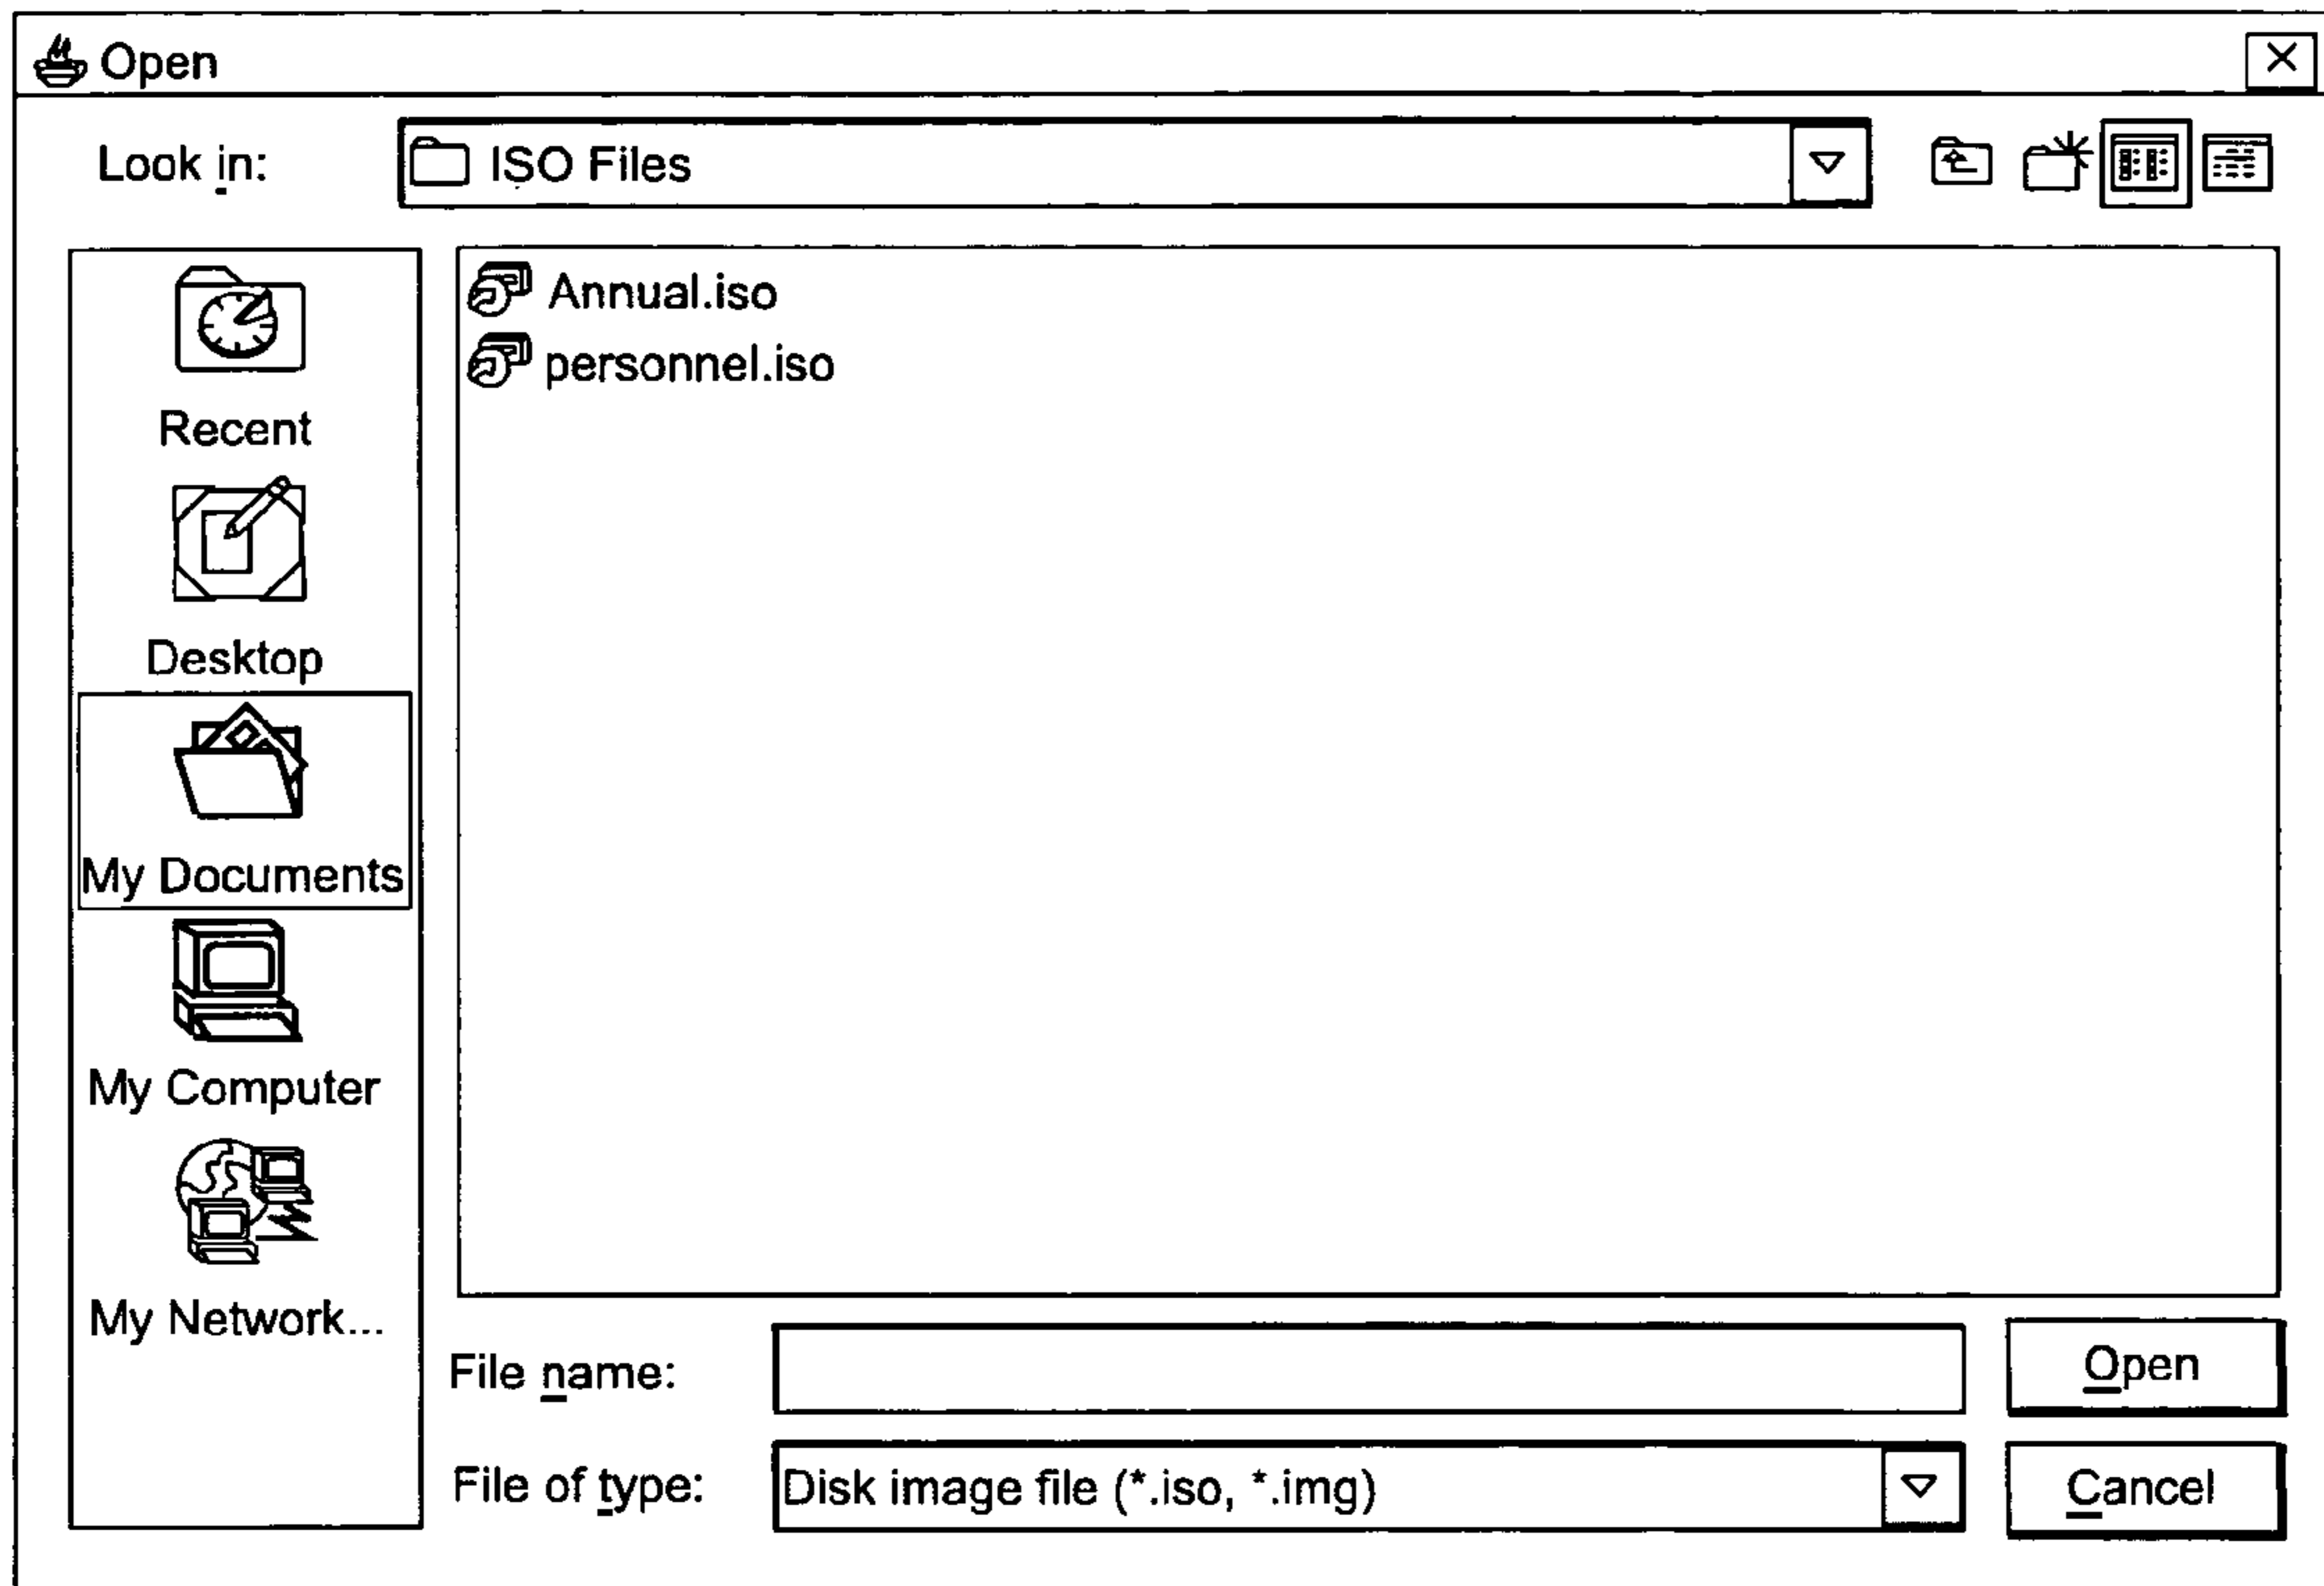 Open
Look in:
ISO Files
Annual.iso
personnel.iso
Recent
Desktop
My Documents
My Computer
My Network...
File name:
Open
File of type:
Disk image file (*.iso, *.img)
Cancel